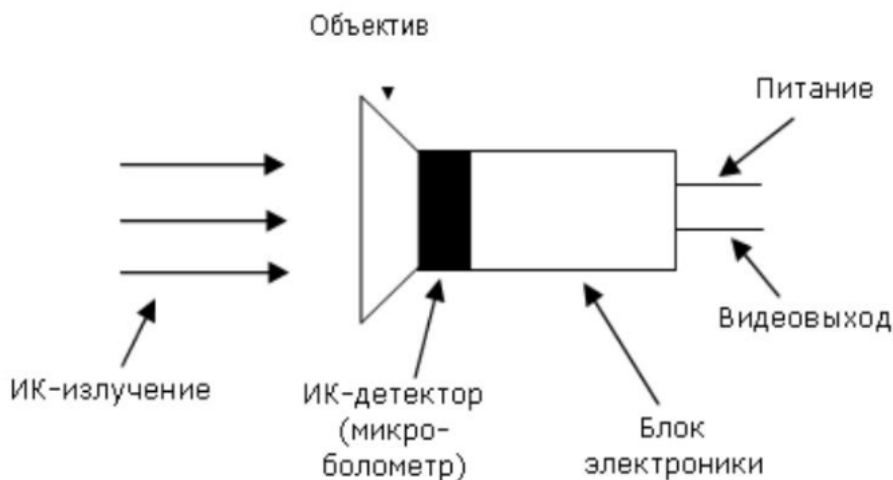 Объектив
Питание
Видеовыход
ИК-излучение
ИК-детектор
(микро-
болометр)
Блок
электроники